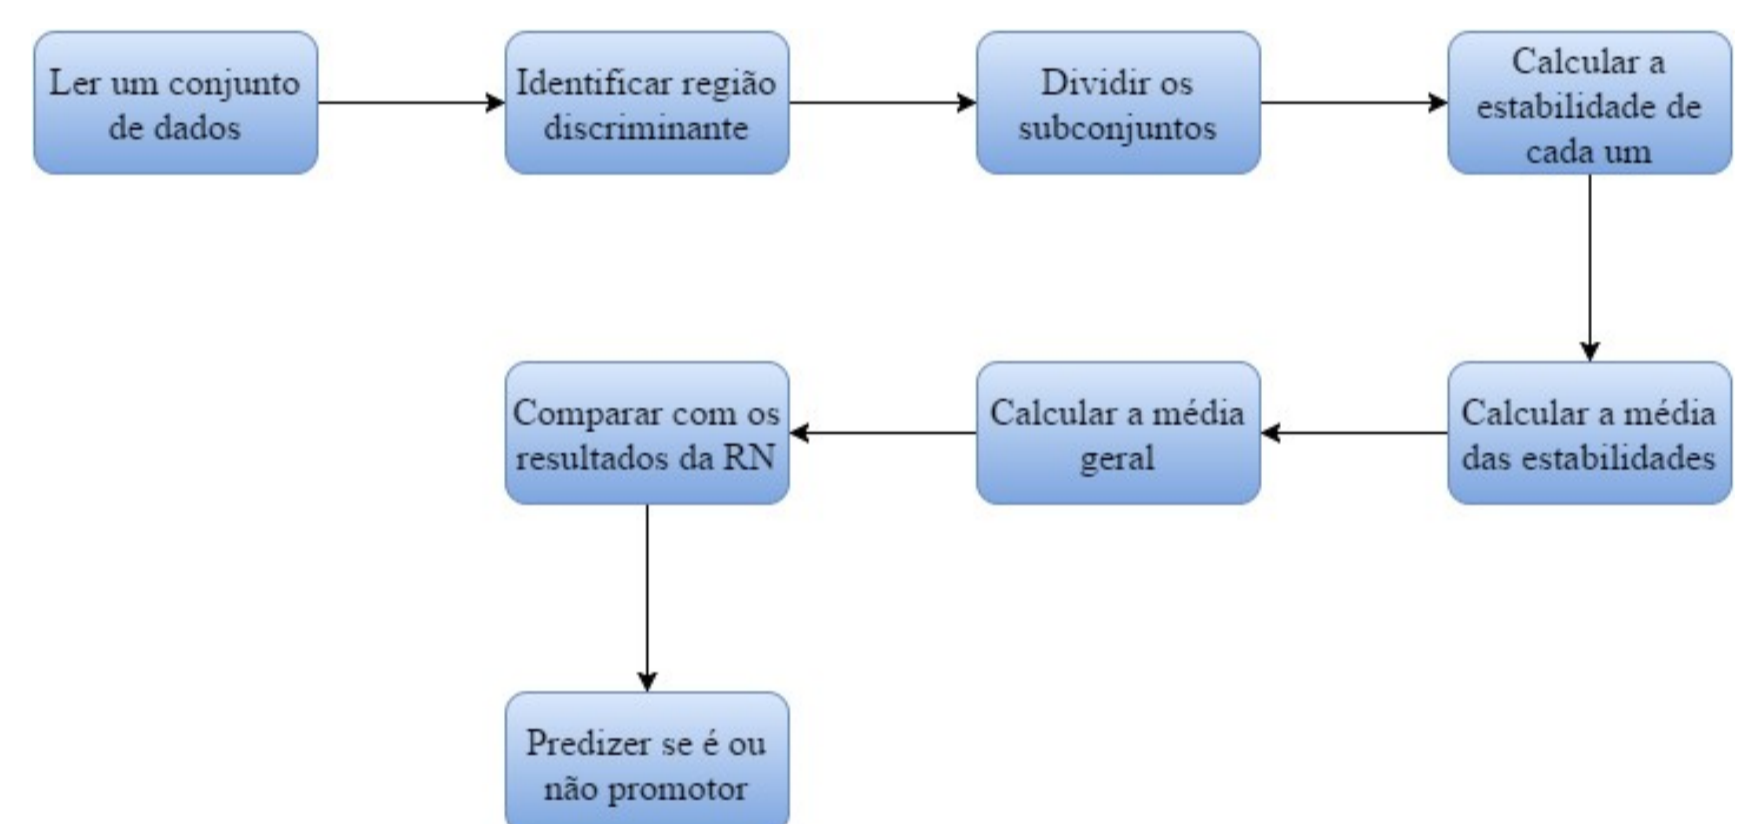 Ler um conjunto
de dados
Identificar região
discriminante
Dividir os
subconjuntos
Calcular a
estabilidade de
cada um
Calcular a média
das estabilidades
Calcular a média
geral
Comparar com os
resultados da RN
Predizer se é ou
não promotor